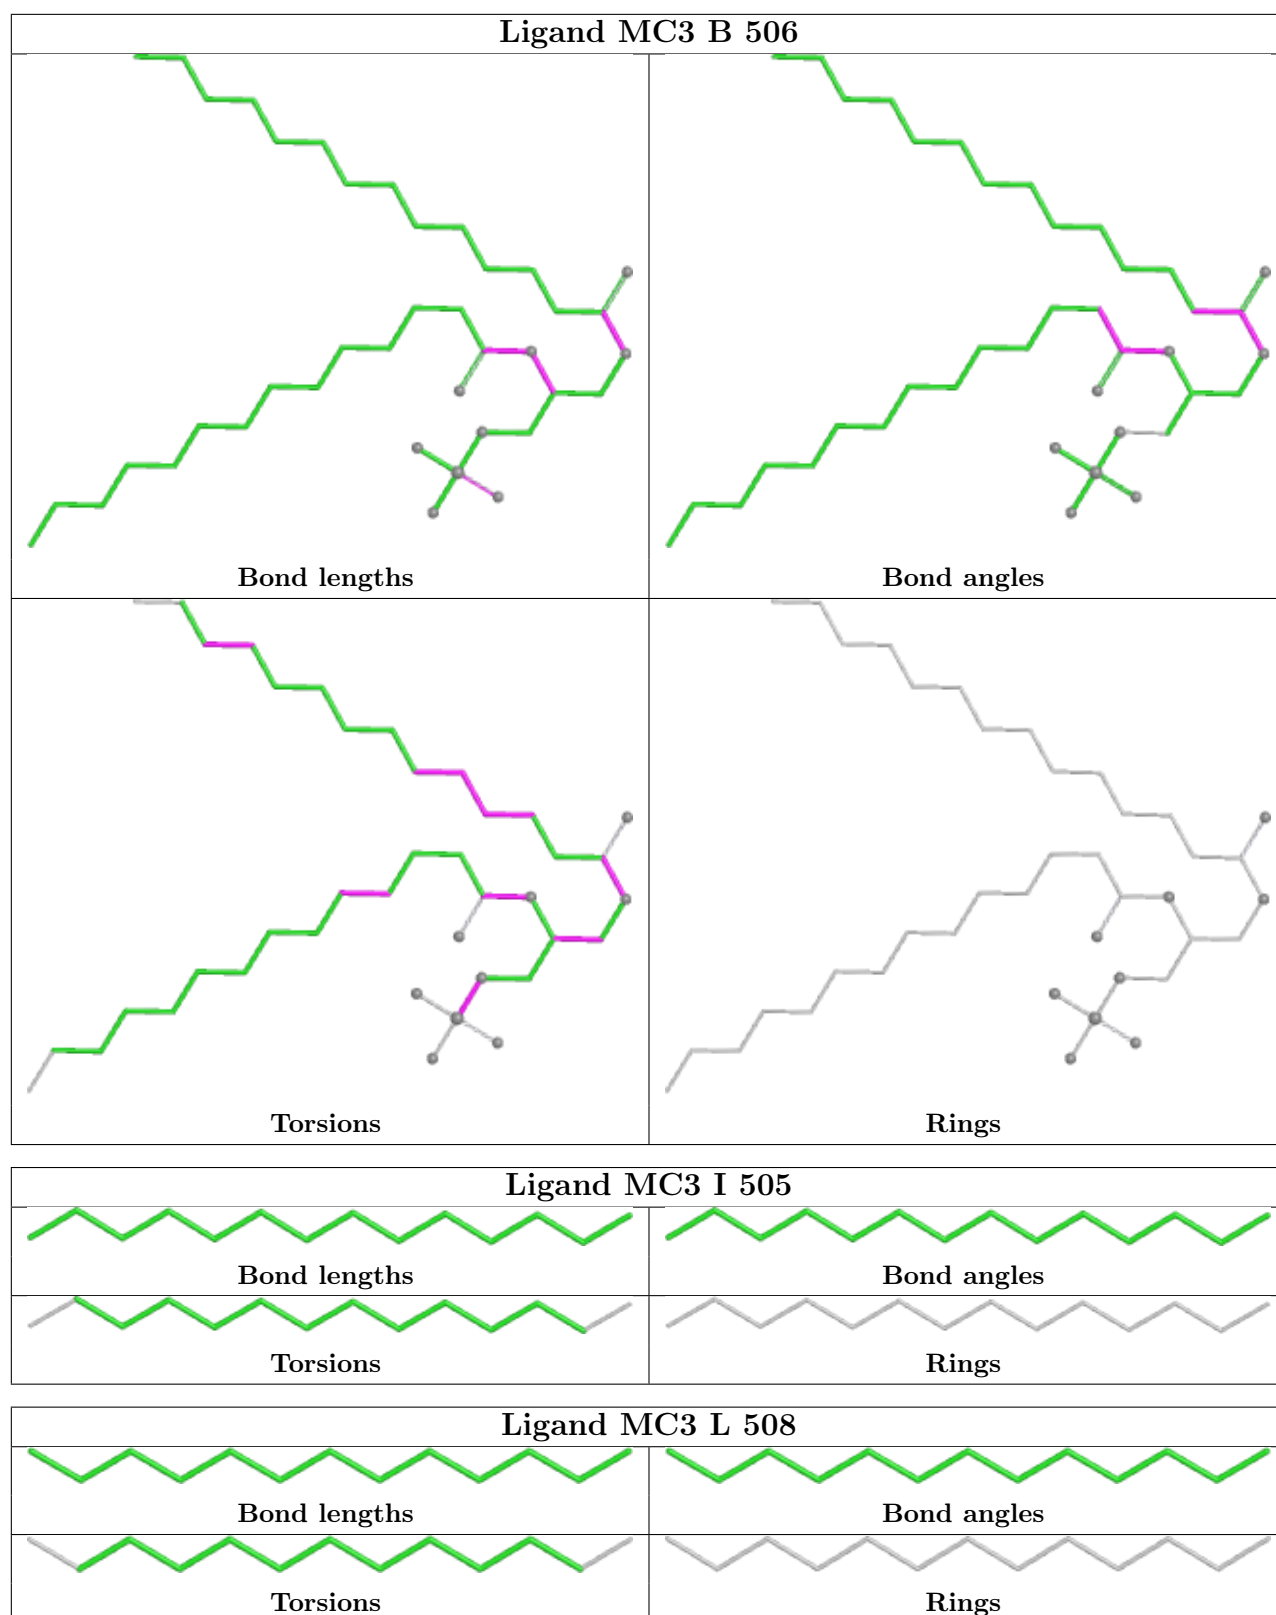 Ligand MC3 B 506
Bond lengths
Bond angles
Torsions
Rings
Ligand MC3 I 505
Bond lengths
Bond angles
Torsions
Rings
Ligand MC3 L 508
Bond lengths
Bond angles
Torsions
Rings